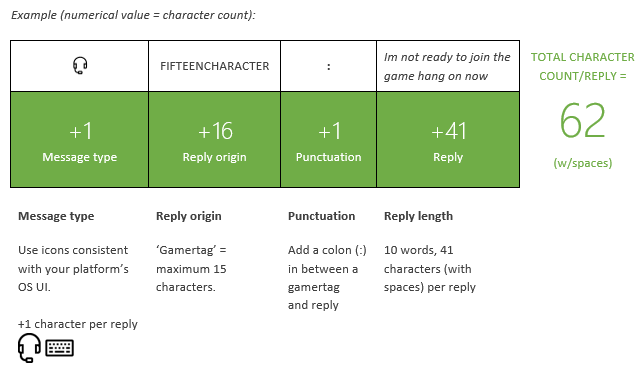 Example (numerical value = character count):
FIFTEENCHARACTER
:
Im not ready to join the
game hang on now
TOTAL CHARACTER
COUNT/REPLY =
62
(w/spaces)
+1
Message type
+16
Reply origin
+1
Punctuation
+41
Reply
Message type
Use icons consistent
with your platform’s
OS UI.
+1 character per reply
Reply origin
‘Gamertag’ =
maximum 15
characters.
Punctuation
Add a colon (:)
in between a
gamertag
and reply
Reply length
10 words, 41
characters (with
spaces) per reply